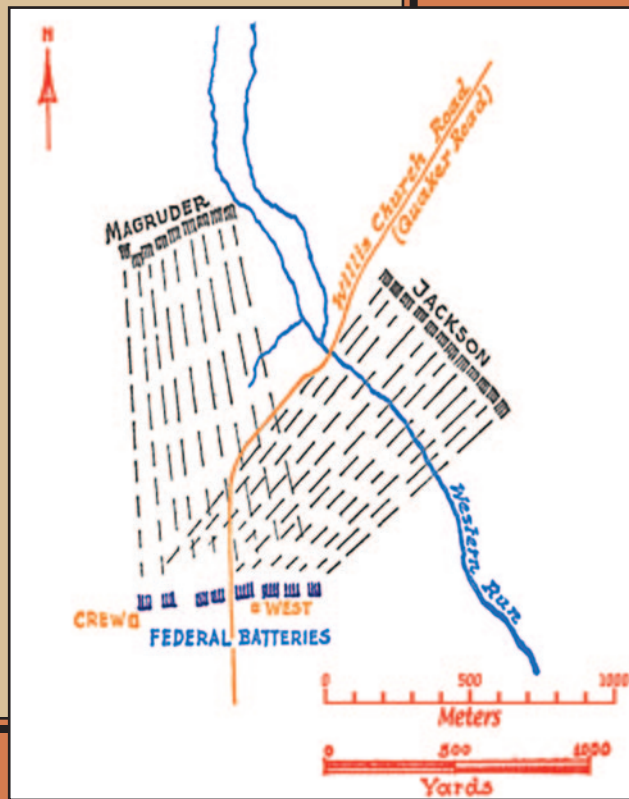 N
MAGRUDER
Willis Church Road
(Quaker Road)
JACKSON
Western Run
CREW
WEST
FEDERAL BATTERIES
0 500 1000
Meters
0 500 1000
Yards